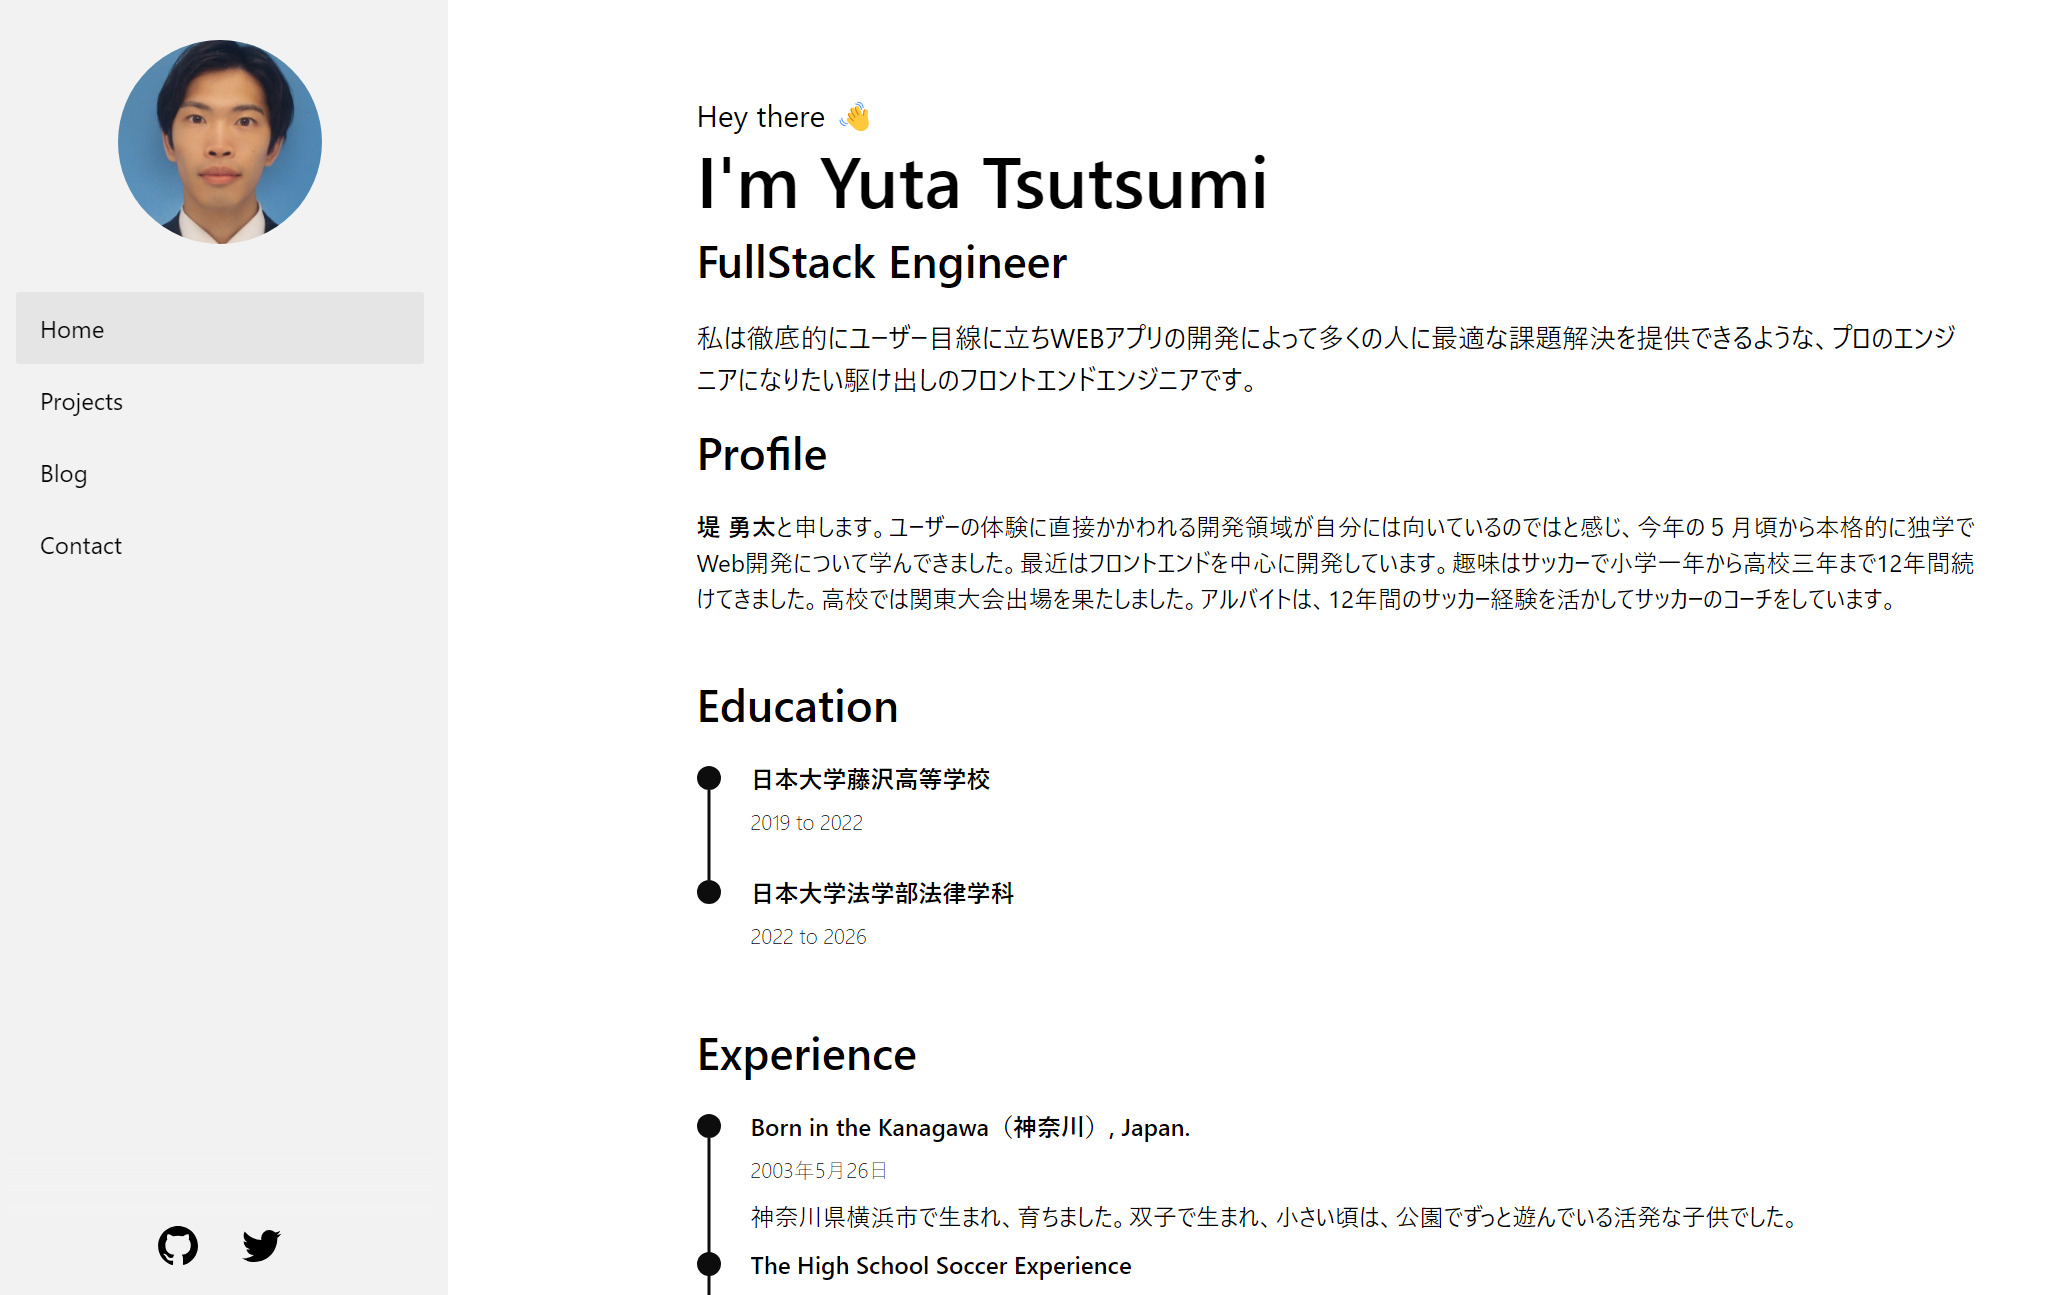 Home
Projects
Blog
Contact
Hey there 👋
I'm Yuta Tsutsumi
FullStack Engineer
私は徹底的にユーザー目線に立ちWEBアプリの開発によって多くの人に最適な課題解決を提供できるような、プロのエンジ
ニアになりたい駆け出しのフロントエンドエンジニアです。
Profile
堤 勇太と申します。ユーザーの体験に直接かかわれる開発領域が自分には向いているのではと感じ、今年の５月頃から本格的に独学で
Web開発について学んできました。最近はフロントエンドを中心に開発しています。趣味はサッカーで小学一年から高校三年まで12年間続
けてきました。高校では関東大会出場を果たしました。アルバイトは、12年間のサッカー経験を活かしてサッカーのコーチをしています。
Education
日本大学藤沢高等学校
2019 to 2022
日本大学法学部法律学科
2022 to 2026
Experience
Born in the Kanagawa（神奈川）, Japan.
2003年5月26日
神奈川県横浜市で生まれ、育ちました。双子で生まれ、小さい頃は、公園でずっと遊んでいる活発な子供でした。
The High School Soccer Experience